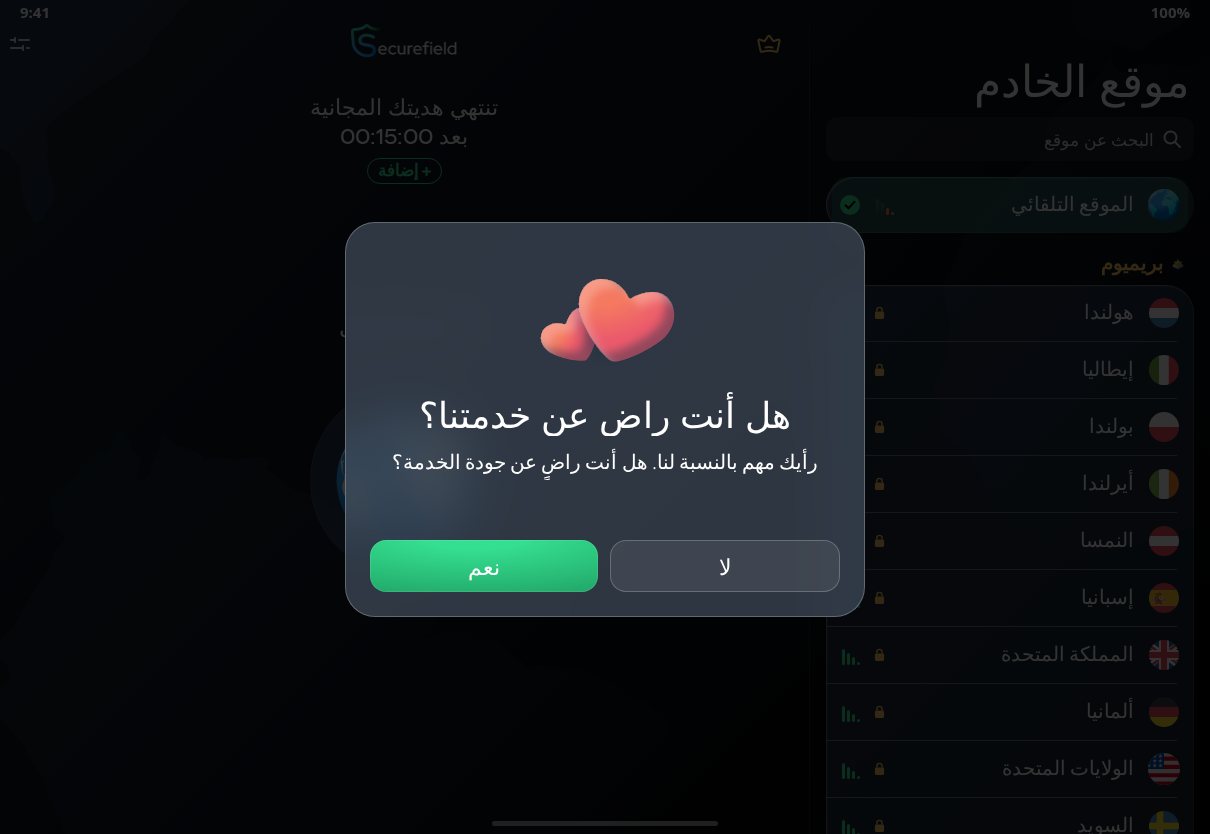 9:41
100%
Securefield
تنتهي هديتك المجانية
بعد 00:15:00
+ إضافة
موقع الخادم
البحث عن موقع
الموقع التلقائي
بريميوم
هولندا
إيطاليا
بولندا
أيرلندا
النمسا
إسبانيا
المملكة المتحدة
ألمانيا
الولايات المتحدة
السويد
هل أنت راض عن خدمتنا؟
رأيك مهم بالنسبة لنا. هل أنت راضٍ عن جودة الخدمة؟
لا
نعم